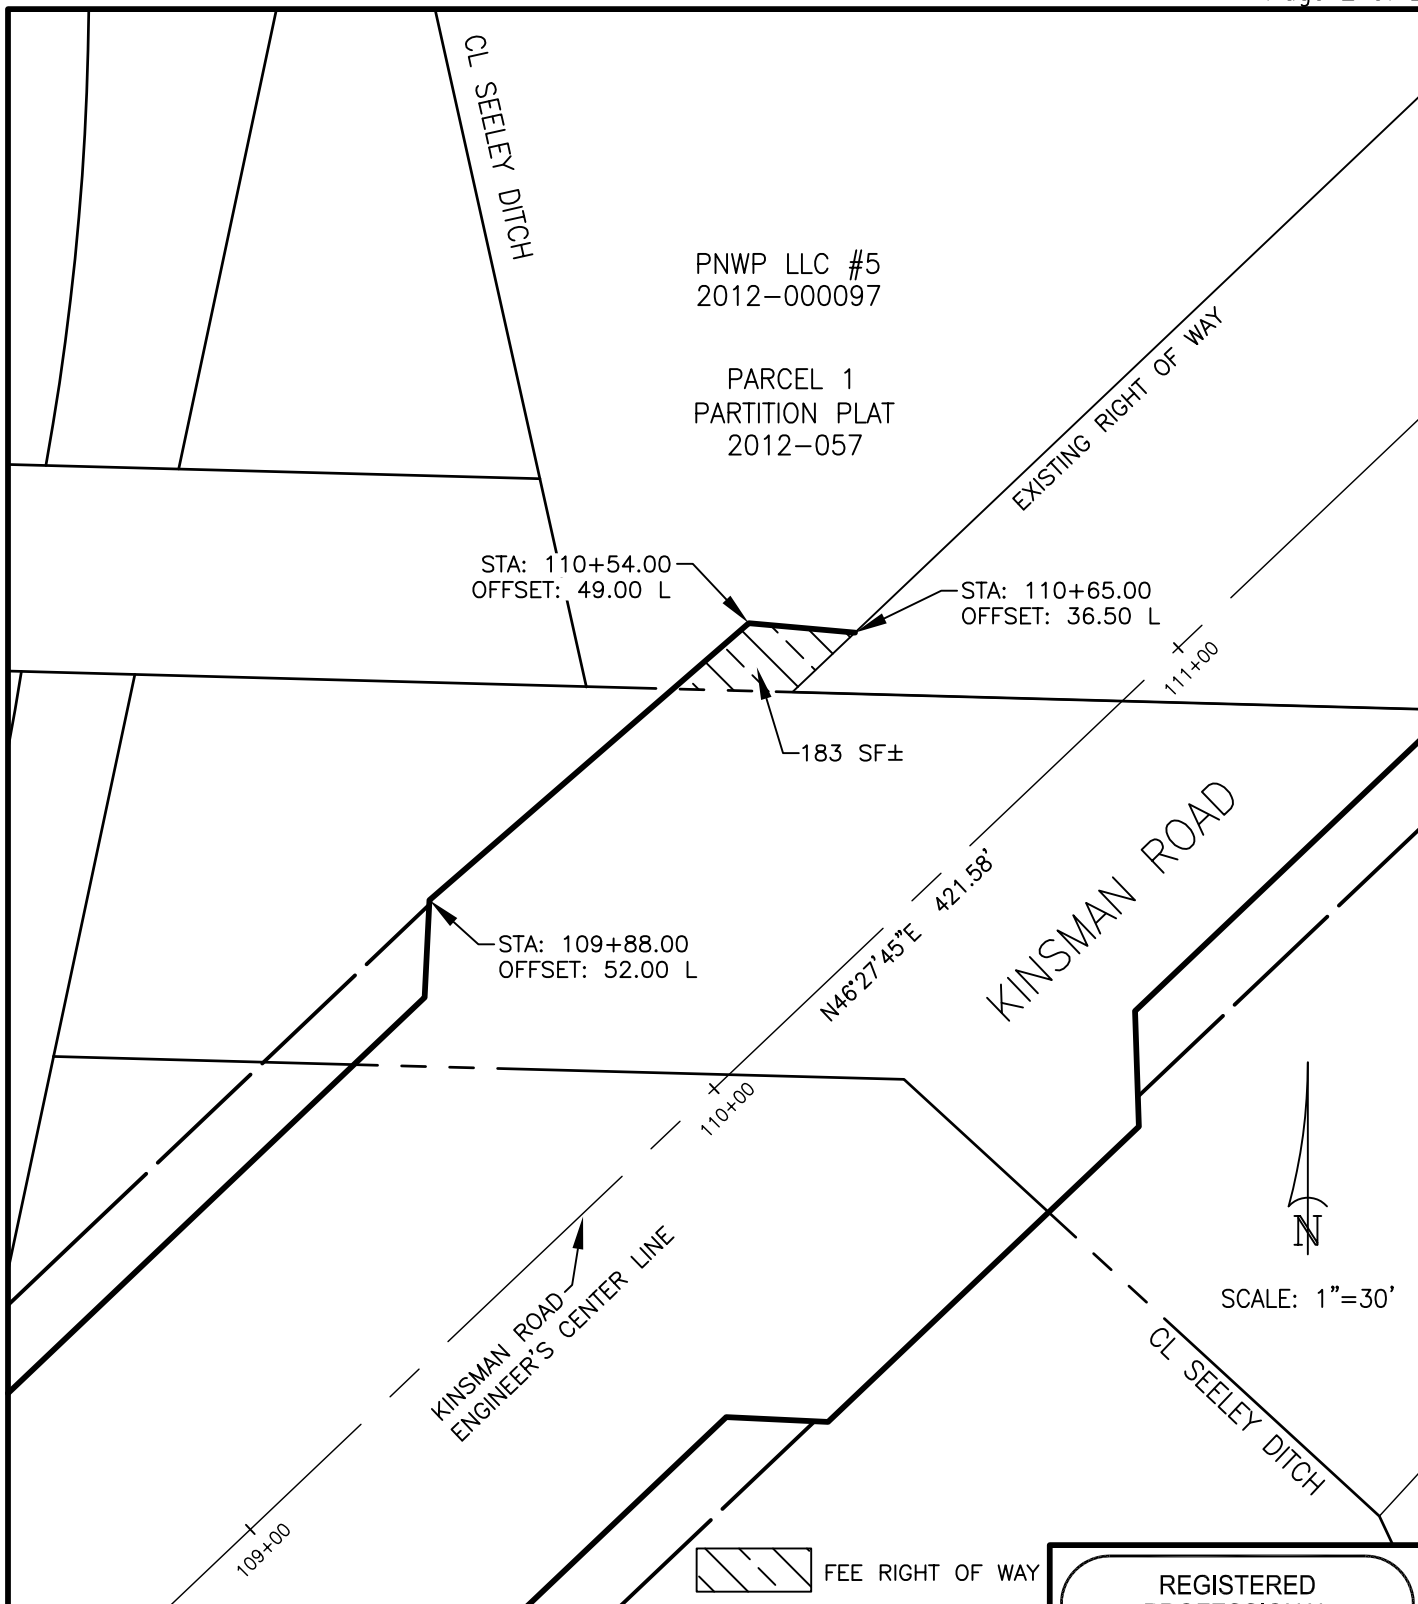 CL SEELEY DITCH
PNWP LLC #5
2012-000097
PARCEL 1
PARTITION PLAT
2012-057
EXISTING RIGHT OF WAY
STA: 110+54.00
OFFSET: 49.00 L
STA: 110+65.00
OFFSET: 36.50 L
111+00
183 SF±
KINSMAN ROAD
421.58'
N46°27'45"E
STA: 109+88.00
OFFSET: 52.00 L
110+00
N
SCALE: 1"=30'
KINSMAN ROAD
ENGINEER'S CENTER LINE
CL SEELEY DITCH
109+00
FEE RIGHT OF WAY
REGISTERED